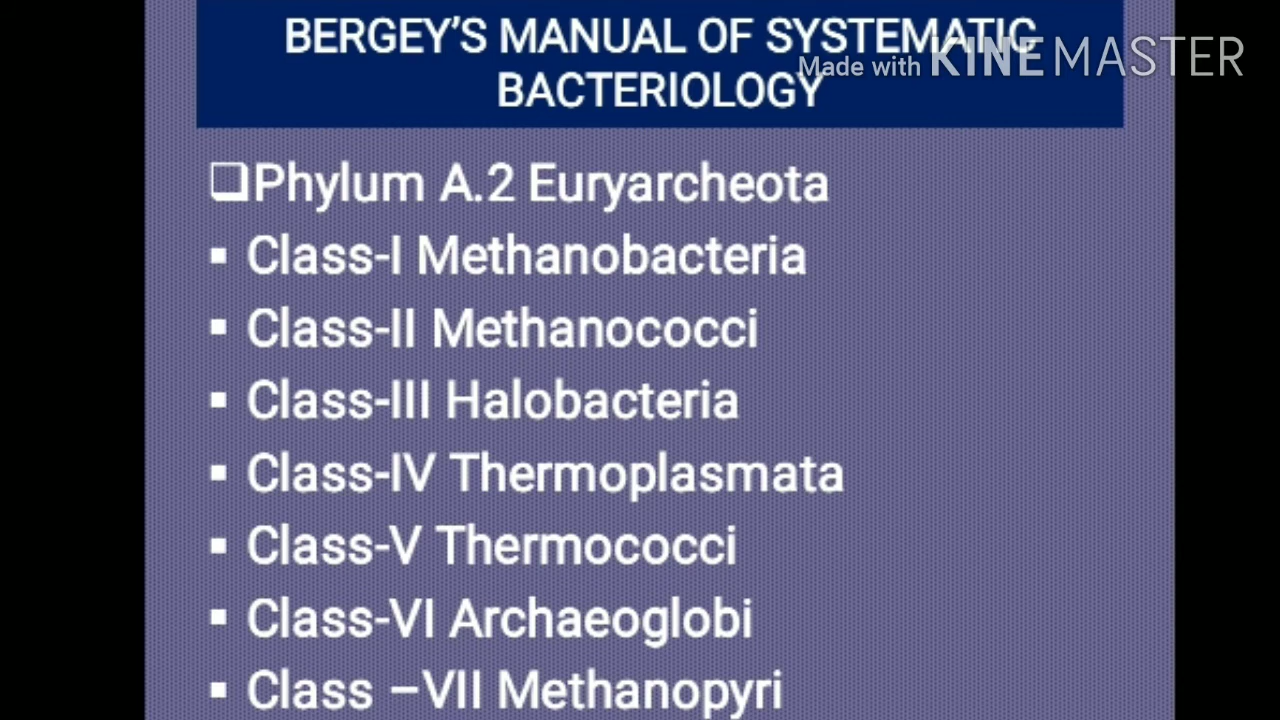 BERGEY’S MANUAL OF SYSTEMATIC
BACTERIOLOGY
Made with KINEMASTER
❑Phylum A.2 Euryarcheota
▪ Class-I Methanobacteria
▪ Class-II Methanococci
▪ Class-III Halobacteria
▪ Class-IV Thermoplasmata
▪ Class-V Thermococci
▪ Class-VI Archaeoglobi
▪ Class –VII Methanopyri